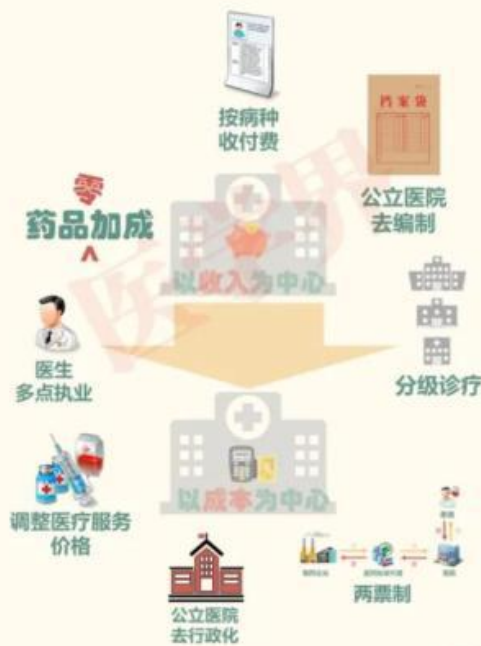 按病种
收付费
档案袋
公立医院
去编制
零
药品加成
以收入为中心
医生
多点执业
分级诊疗
以成本为中心
调整医疗服务
价格
公立医院
去行政化
两票制
医学界